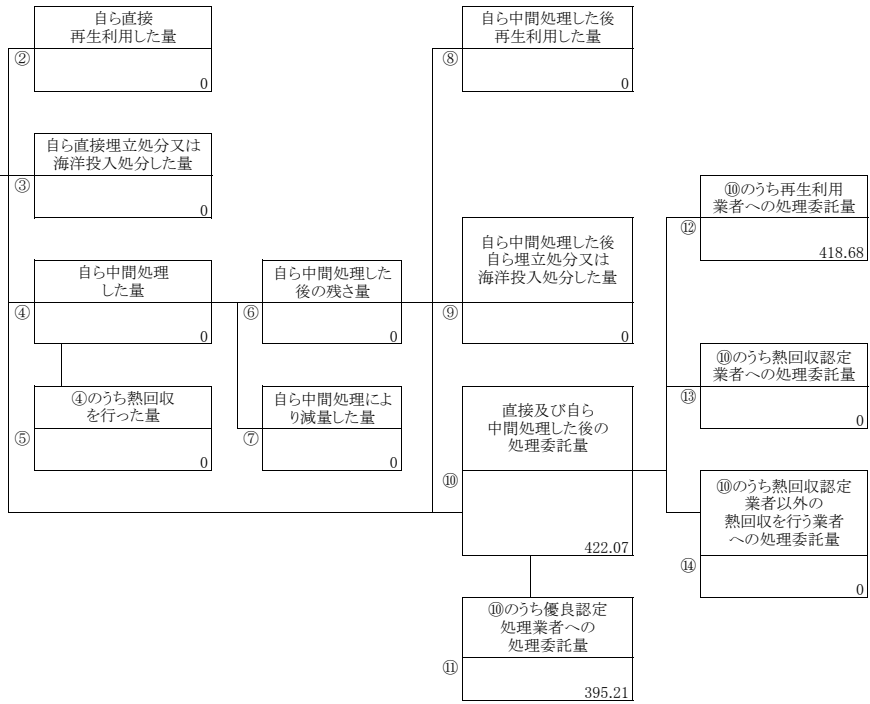 自ら直接
再生利用した量
②
0
自ら直接埋立処分又は
海洋投入処分した量
③
0
自ら中間処理
した量
④
0
④のうち熱回収
を行った量
⑤
0
自ら中間処理した
後の残さ量
⑥
0
自ら中間処理によ
り減量した量
⑦
0
自ら中間処理した後
再生利用した量
⑧
0
自ら中間処理した後
自ら埋立処分又は
海洋投入処分した量
⑨
0
直接及び自ら
中間処理した後の
処理委託量
⑩
422.07
⑩のうち優良認定
処理業者への
処理委託量
⑪
395.21
⑩のうち再生利用
業者への処理委託量
⑫
418.68
⑩のうち熱回収認定
業者への処理委託量
⑬
0
⑩のうち熱回収認定
業者以外の
熱回収を行う業者
への処理委託量
⑭
0